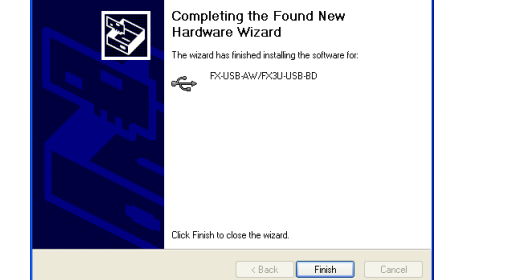 Completing the Found New
Hardware Wizard
The wizard has finished installing the software for:
FX-USB-AW/FX3U-USB-BD
Click Finish to close the wizard.
< Back
Finish
Cancel